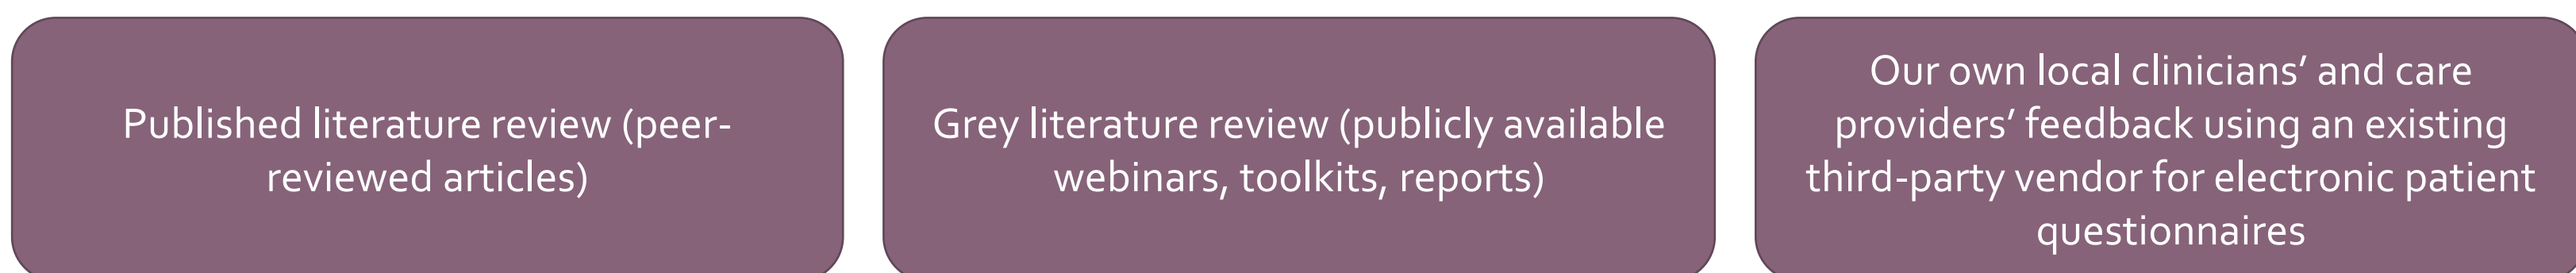 Published literature review (peer-
reviewed articles)
Grey literature review (publicly available
webinars, toolkits, reports)
Our own local clinicians’ and care
providers’ feedback using an existing
third-party vendor for electronic patient
questionnaires